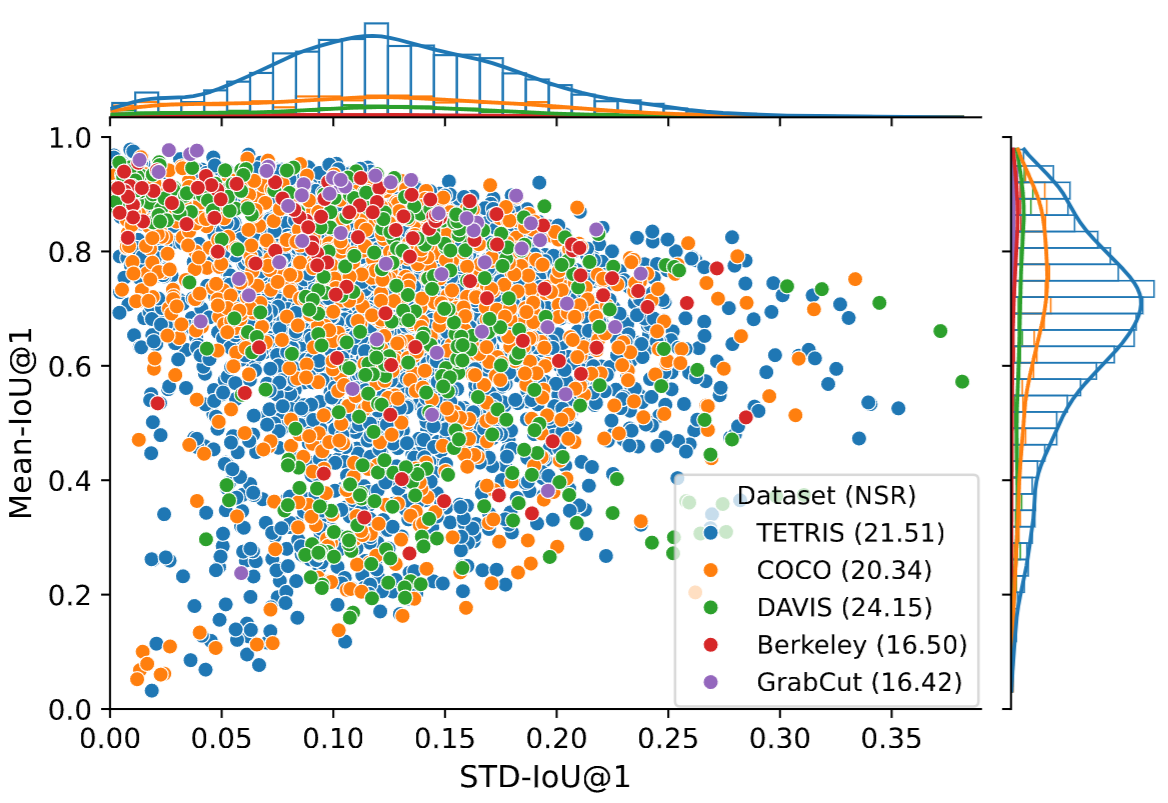 1.0
0.8
0.6
0.4
0.2
0.0
Mean-IoU@1
0.00 0.05 0.10 0.15 0.20 0.25 0.30 0.35
STD-IoU@1
Dataset (NSR)
TETRIS (21.51)
COCO (20.34)
DAVIS (24.15)
Berkeley (16.50)
GrabCut (16.42)